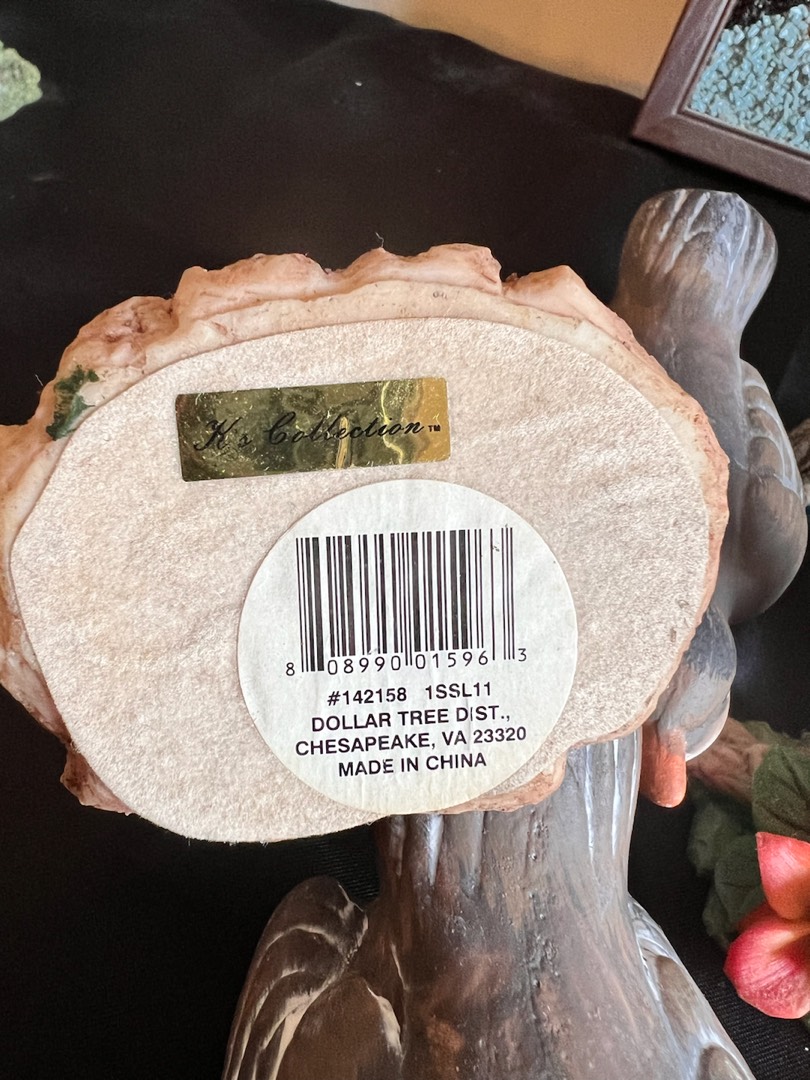 K's Collection™
8 08990 01596 3
#142158 1SSL11
DOLLAR TREE DIST.,
CHESAPEAKE, VA 23320
MADE IN CHINA